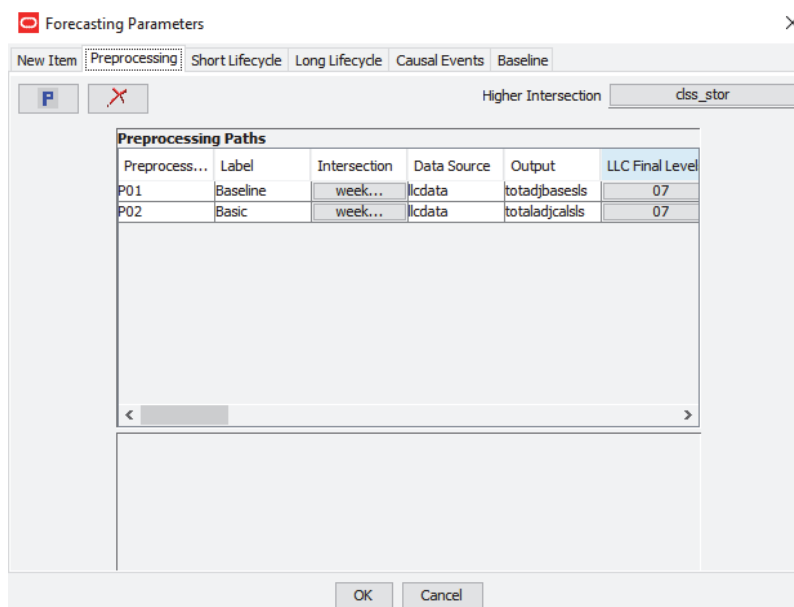 Forecasting Parameters
New Item Preprocessing Short Lifecycle Long Lifecycle Causal Events Baseline
P Higher Intersection clss_stor
Preprocessing Paths
Preprocess... Label Intersection Data Source Output LLC Final Level
P01 Baseline week... llcdata totadjbasesls 07
P02 Basic week... llcdata totaladjcalsls 07
OK Cancel